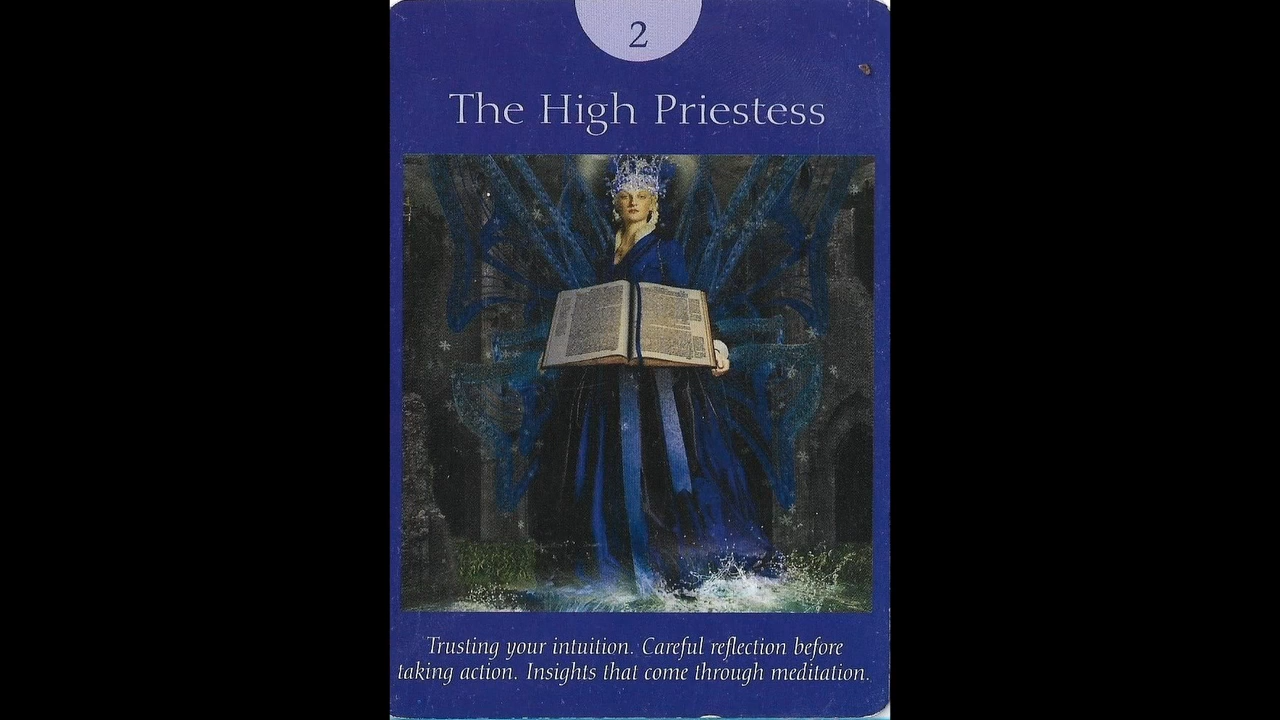 2
The High Priestess
Trusting your intuition. Careful reflection before
taking action. Insights that come through meditation.